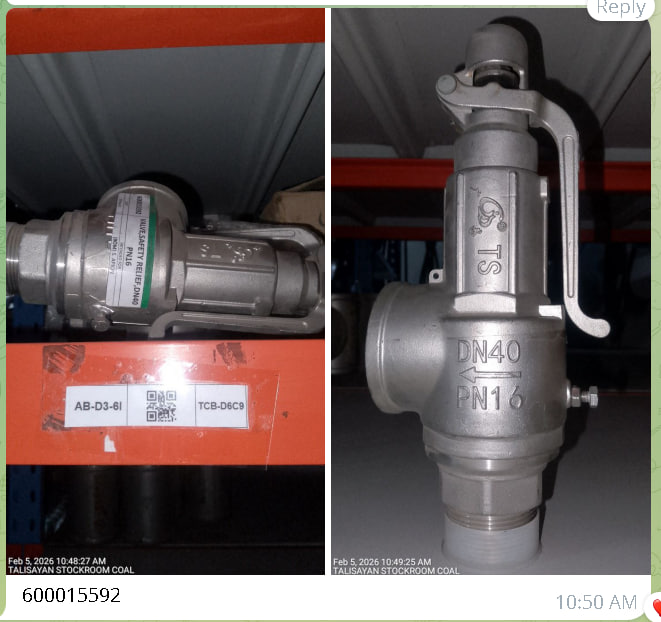 Reply
VALVE,SAFETY RELIEF,DN40
PN16
TS
AB-D3-6I
TCB-D6C9
Feb 5, 2026 10:48:27 AM
TALISAYAN STOCKROOM COAL
TS
DN40
PN16
Feb 5, 2026 10:49:25 AM
TALISAYAN STOCKROOM COAL
600015592
10:50 AM